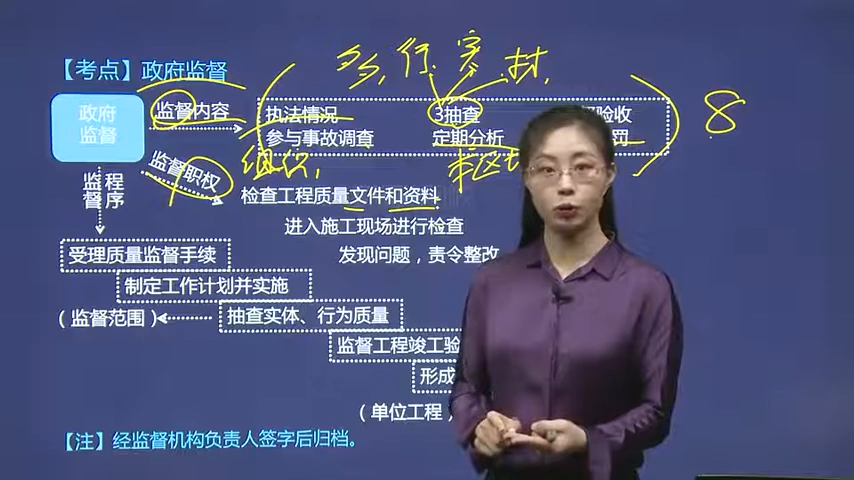 【考点】政府监督
政府
监督
监督内容
执法情况
3抽查
验收
参与事故调查
定期分析
罚
8
组织,
监督职权
检查工程质量文件和资料
进入施工现场进行检查
发现问题，责令整改
监督程序
受理质量监督手续
制定工作计划并实施
(监督范围)
抽查实体、行为质量
监督工程竣工验
形成
(单位工程
【注】经监督机构负责人签字后归档。